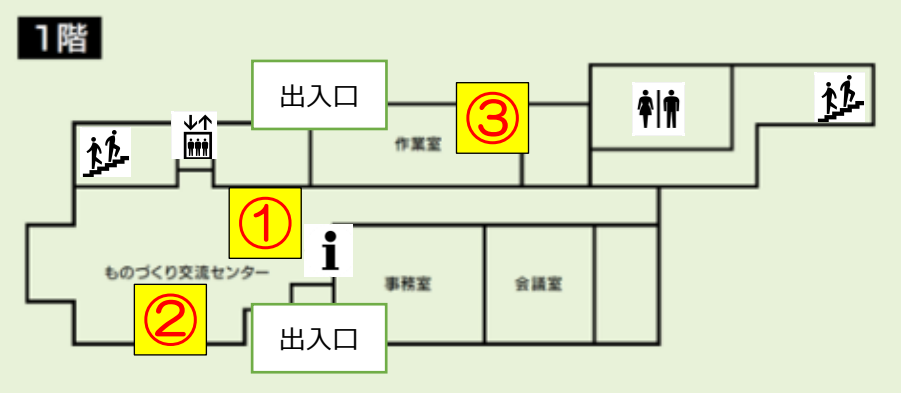 1階
出入口
③
作業室
①
i
ものづくり交流センター
事務室
会議室
②
出入口